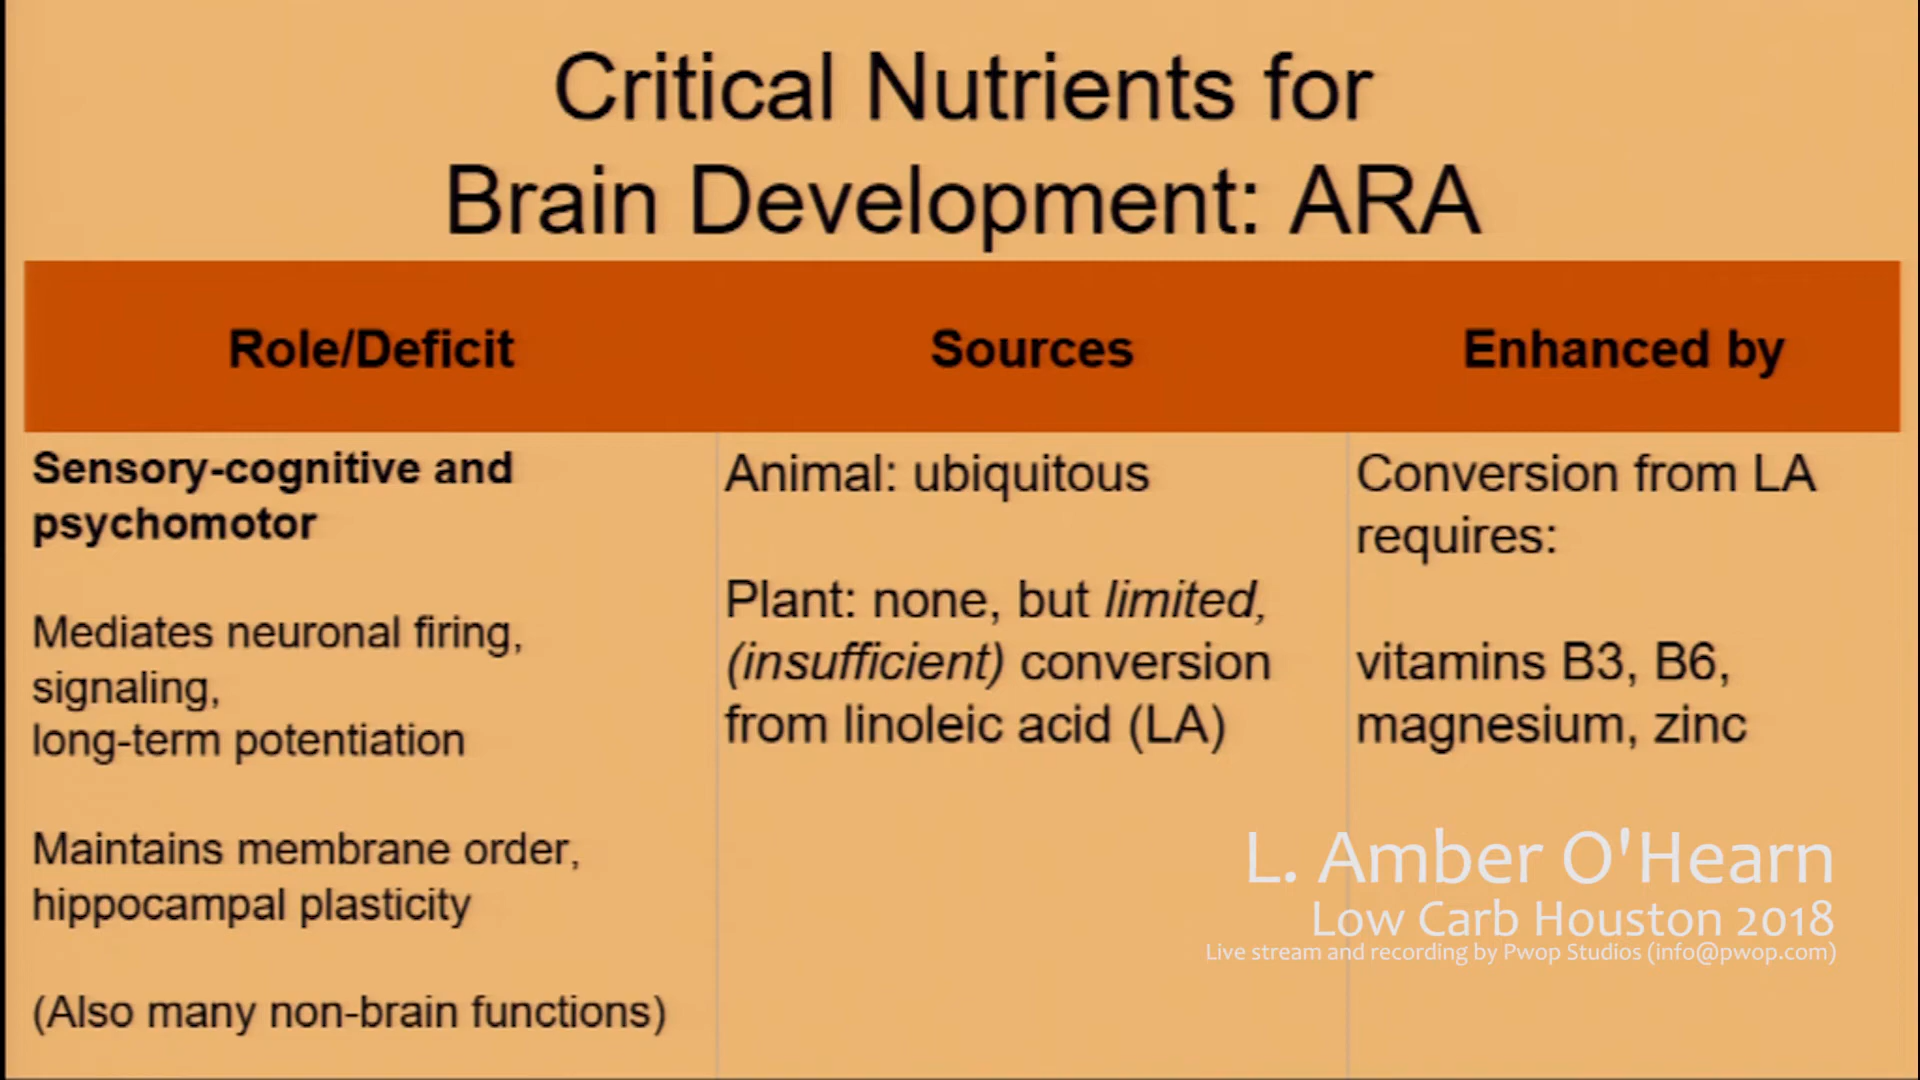 Critical Nutrients for
Brain Development: ARA
Role/Deficit
Sources
Enhanced by
Sensory-cognitive and
psychomotor
Mediates neuronal firing,
signaling,
long-term potentiation
Maintains membrane order,
hippocampal plasticity
(Also many non-brain functions)
Animal: ubiquitous
Plant: none, but limited,
(insufficient) conversion
from linoleic acid (LA)
Conversion from LA
requires:
vitamins B3, B6,
magnesium, zinc
L. Amber O'Hearn
Low Carb Houston 2018
Live stream and recording by Pwop Studios (info@pwop.com)